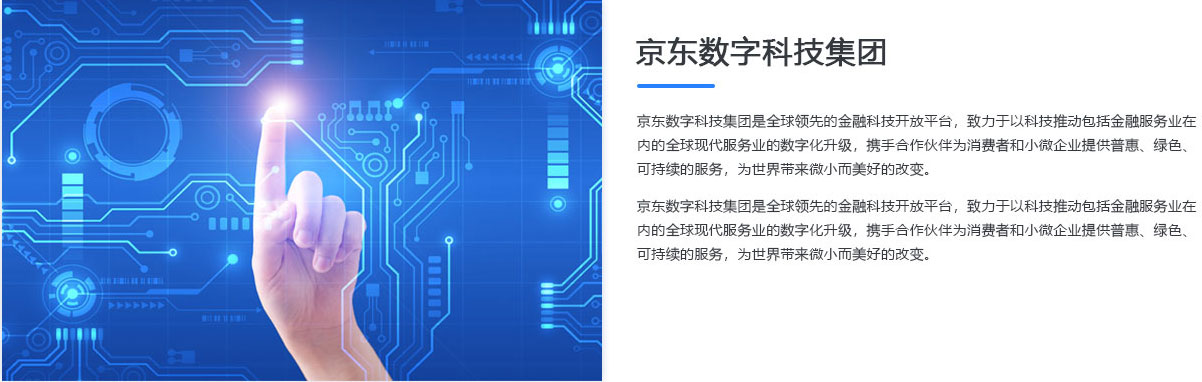 京东数字科技集团
京东数字科技集团是全球领先的金融科技开放平台，致力于以科技推动包括金融服务业在
内的全球现代服务业的数字化升级，携手合作伙伴为消费者和小微企业提供普惠、绿色、
可持续的服务，为世界带来微小而美好的改变。
京东数字科技集团是全球领先的金融科技开放平台，致力于以科技推动包括金融服务业在
内的全球现代服务业的数字化升级，携手合作伙伴为消费者和小微企业提供普惠、绿色、
可持续的服务，为世界带来微小而美好的改变。